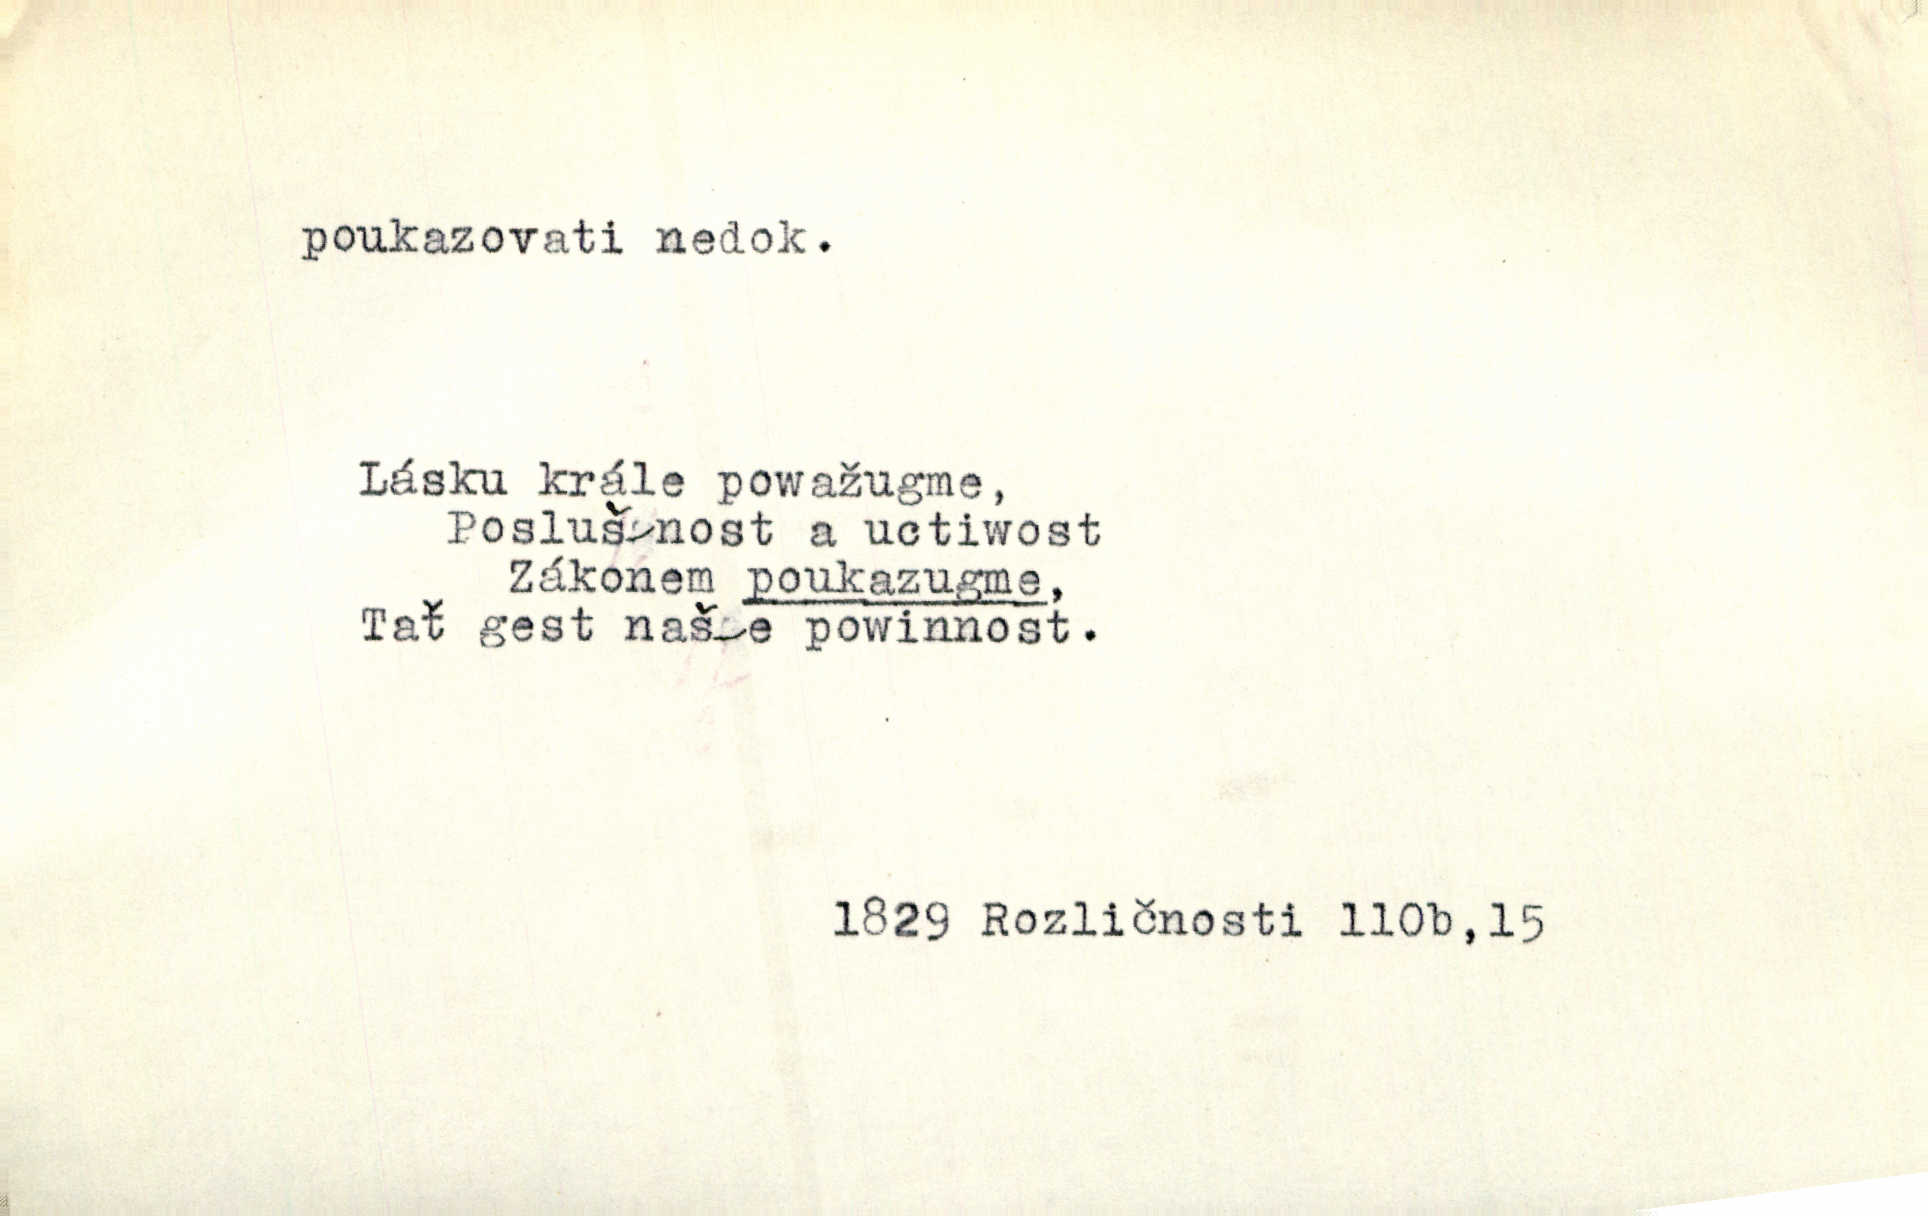 poukazovati nedok.
Lásku krále powažugme,
Poslušnost a uctiwost
Zákonem poukazugme,
Tať gest naše powinnost.
1829 Rozličnosti 110b,15